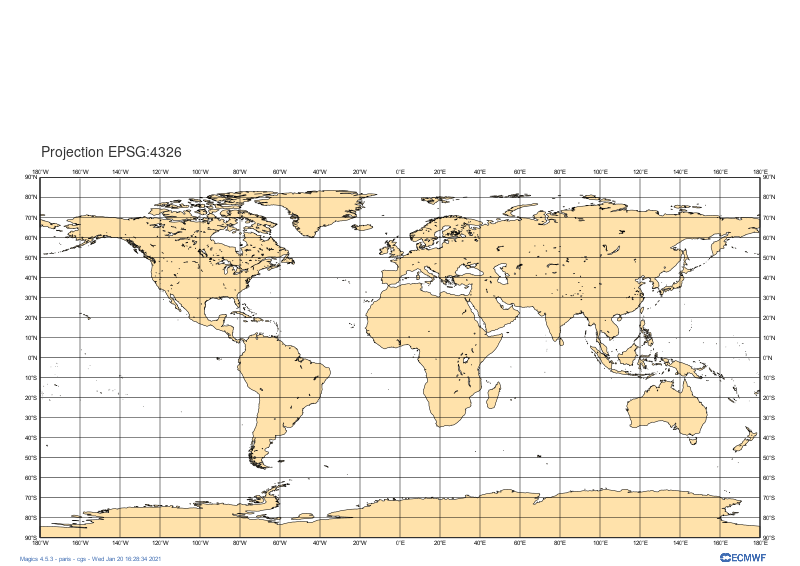 Projection EPSG:4326
180°W 160°W 140°W 120°W 100°W 80°W 60°W 40°W 20°W 0°E 20°E 40°E 60°E 80°E 100°E 120°E 140°E 160°E 180°E
90°N 90°N
80°N 80°N
70°N 70°N
60°N 60°N
50°N 50°N
40°N 40°N
30°N 30°N
20°N 20°N
10°N 10°N
0°N 0°N
10°S 10°S
20°S 20°S
30°S 30°S
40°S 40°S
50°S 50°S
60°S 60°S
70°S 70°S
80°S 80°S
90°S 90°S
180°W 160°W 140°W 120°W 100°W 80°W 60°W 40°W 20°W 0°E 20°E 40°E 60°E 80°E 100°E 120°E 140°E 160°E 180°E
Magics 4.5.3 - paris - cgs - Wed Jan 20 16:28:34 2021 ECMWF